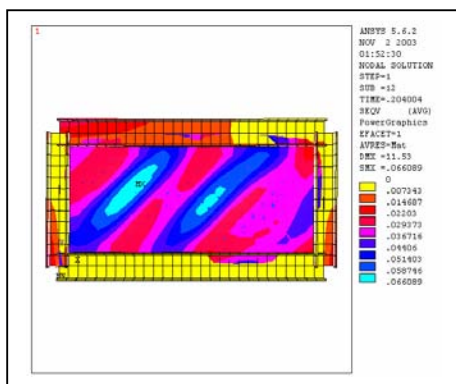 1
ANSYS 5.6.2
NOV 2 2003
01:52:30
NODAL SOLUTION
STEP=1
SUB =12
TIME=.204004
SEQV (AVG)
PowerGraphics
EFACET=1
AVRES=Mat
DMX =11.53
SMX =.066089
0
.007343
.014687
.02203
.029373
.036716
.04406
.051403
.058746
.066089
MX